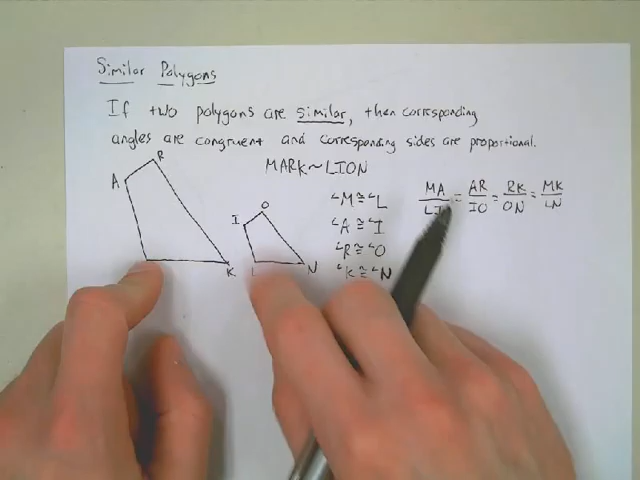 Similar Polygons
If two polygons are similar, then corresponding
angles are congruent and corresponding sides are proportional.
MARK~LION
A
R
K
I
O
N
∠M≅∠L
∠A≅∠I
∠R≅∠O
∠K≅∠N
MA/LI = AR/IO = RK/ON = MK/LN